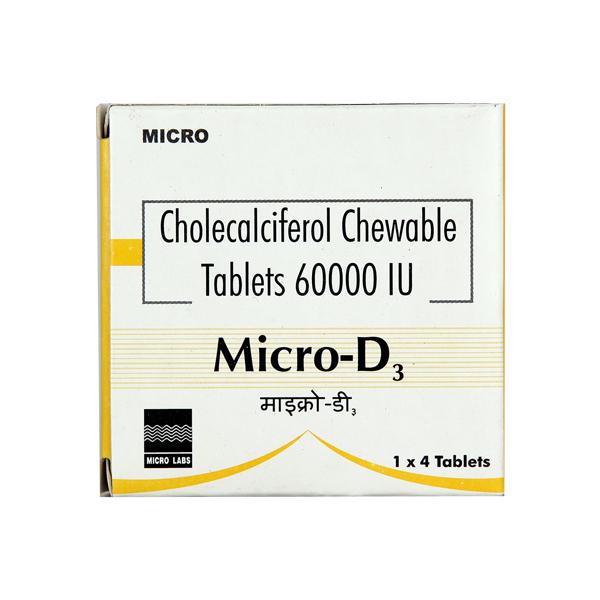 MICRO
Cholecalciferol Chewable
Tablets 60000 IU
Micro-D₃
माइक्रो-डी₃
MICRO LABS
1 x 4 Tablets